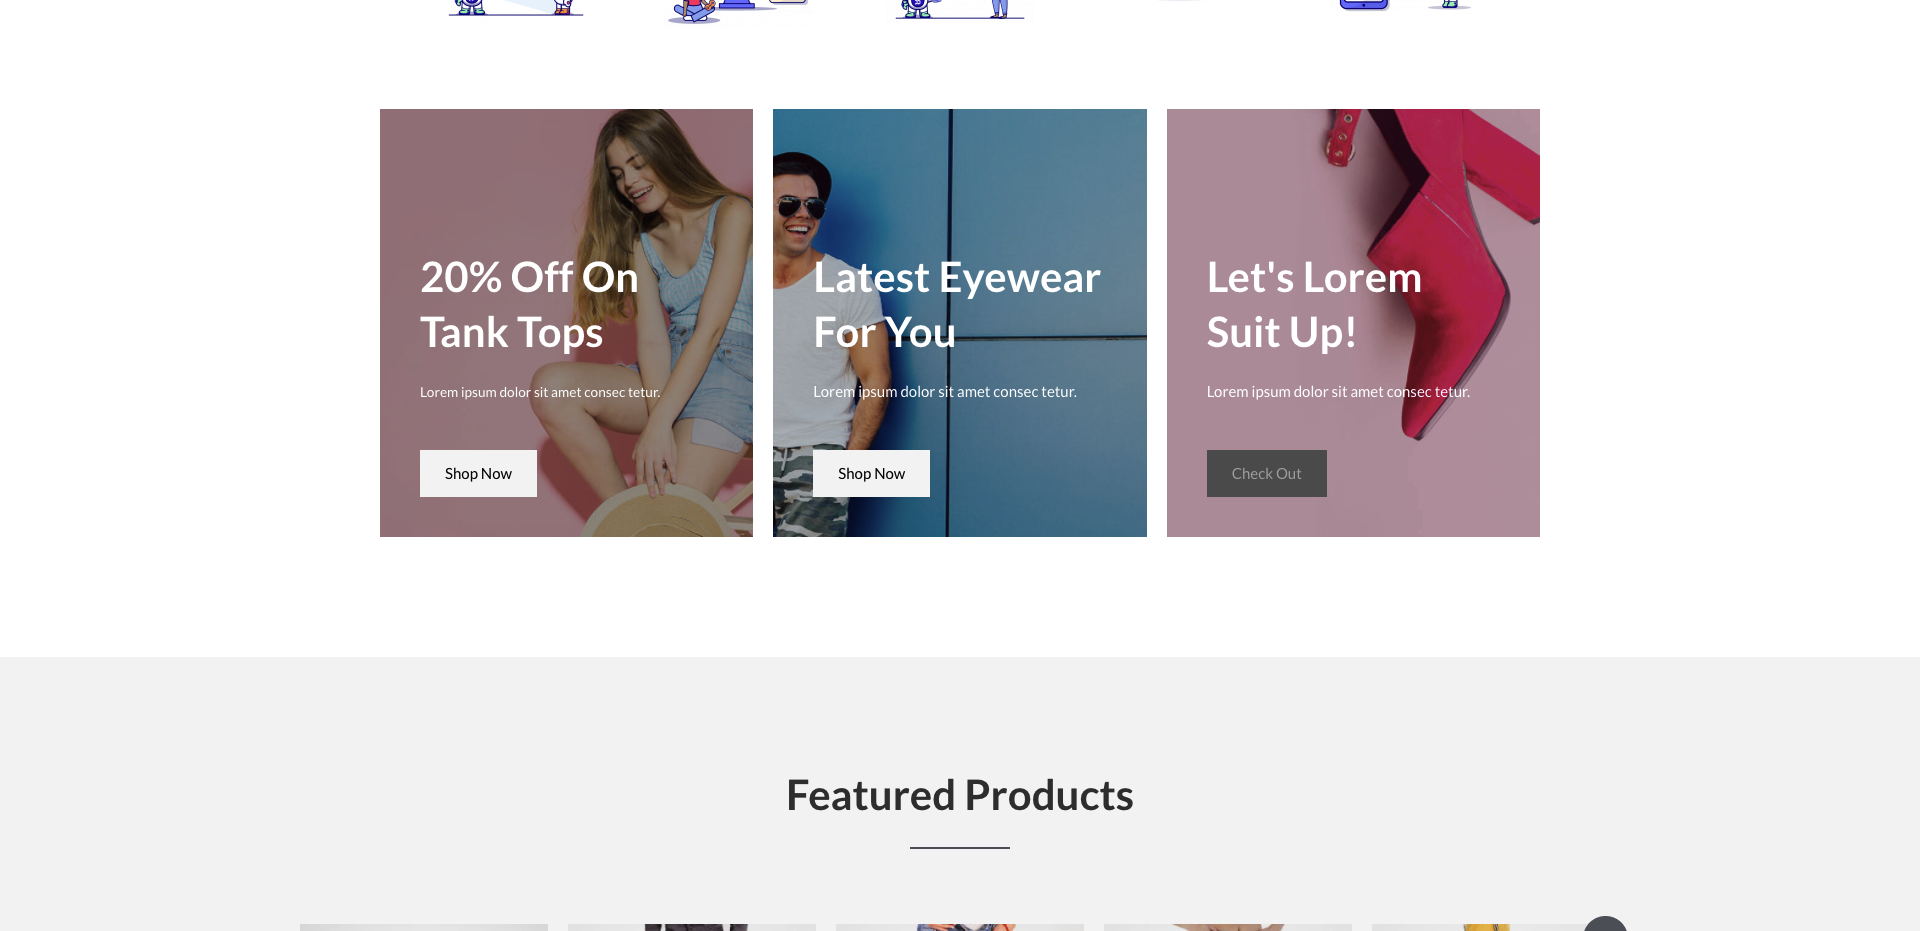 20% Off On
Tank Tops
Lorem ipsum dolor sit amet consec tetur.
Shop Now
Latest Eyewear
For You
Lorem ipsum dolor sit amet consec tetur.
Shop Now
Let's Lorem
Suit Up!
Lorem ipsum dolor sit amet consec tetur.
Check Out
Featured Products